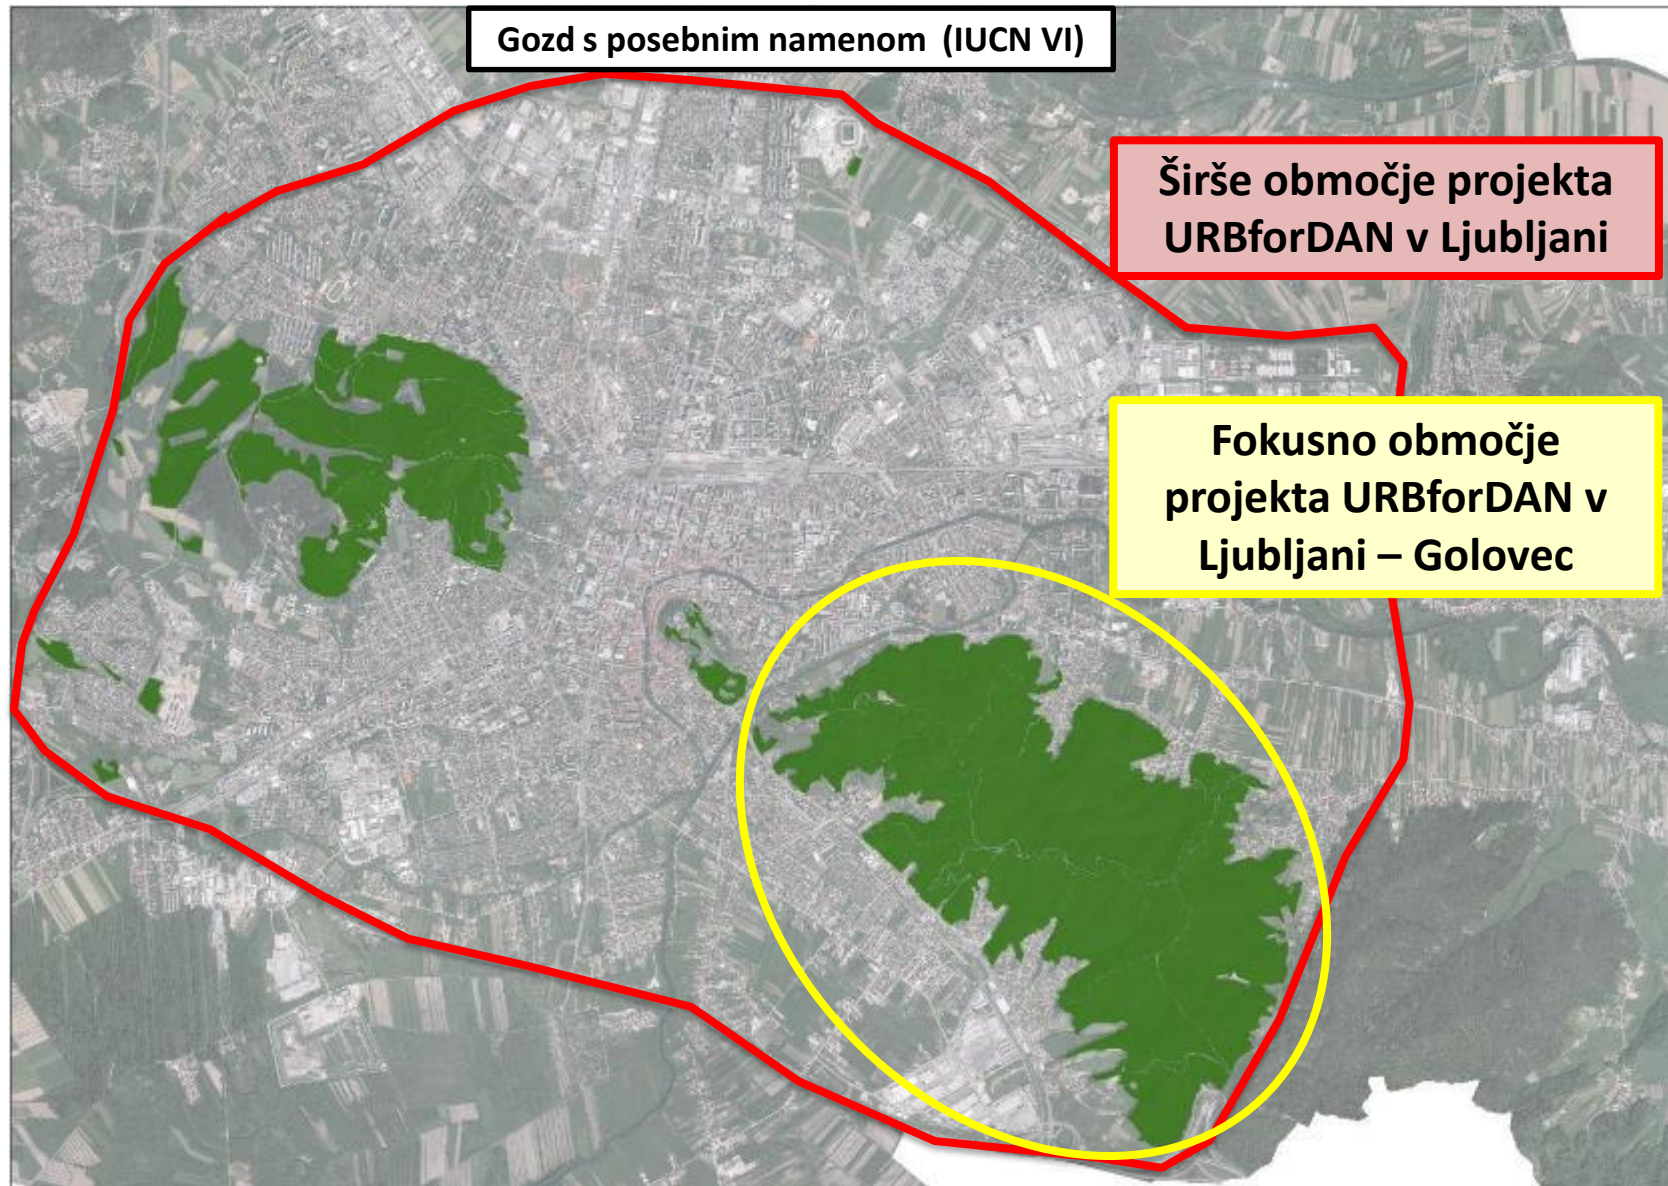 Gozd s posebnim namenom (IUCN VI)
Širše območje projekta
URBforDAN v Ljubljani
Fokusno območje
projekta URBforDAN v
Ljubljani – Golovec